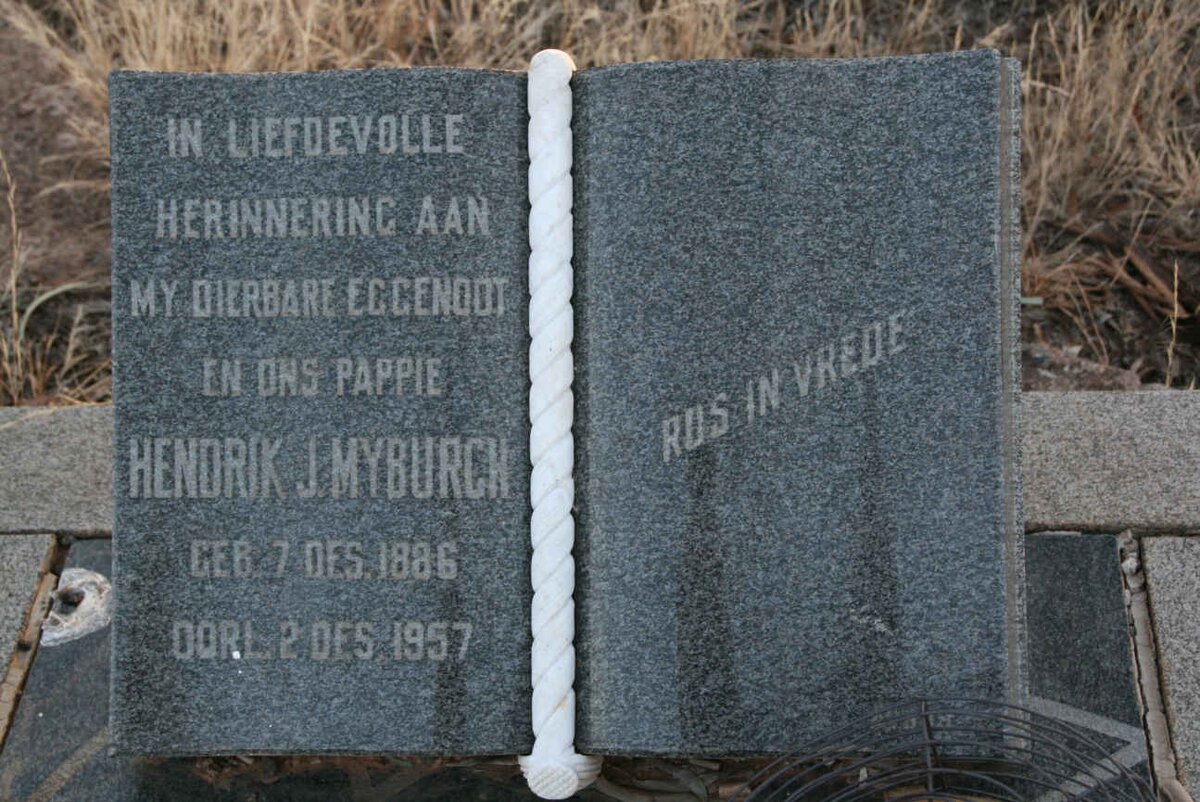 IN LIEFDEVOLLE
HERINNERING AAN
MY DIERBARE EGGENOOT
EN ONS PAPPIE
HENDRIK J. MYBURGH
GEB. 7 DES. 1886
OORL. 2 DES. 1957
RUS IN VREDE